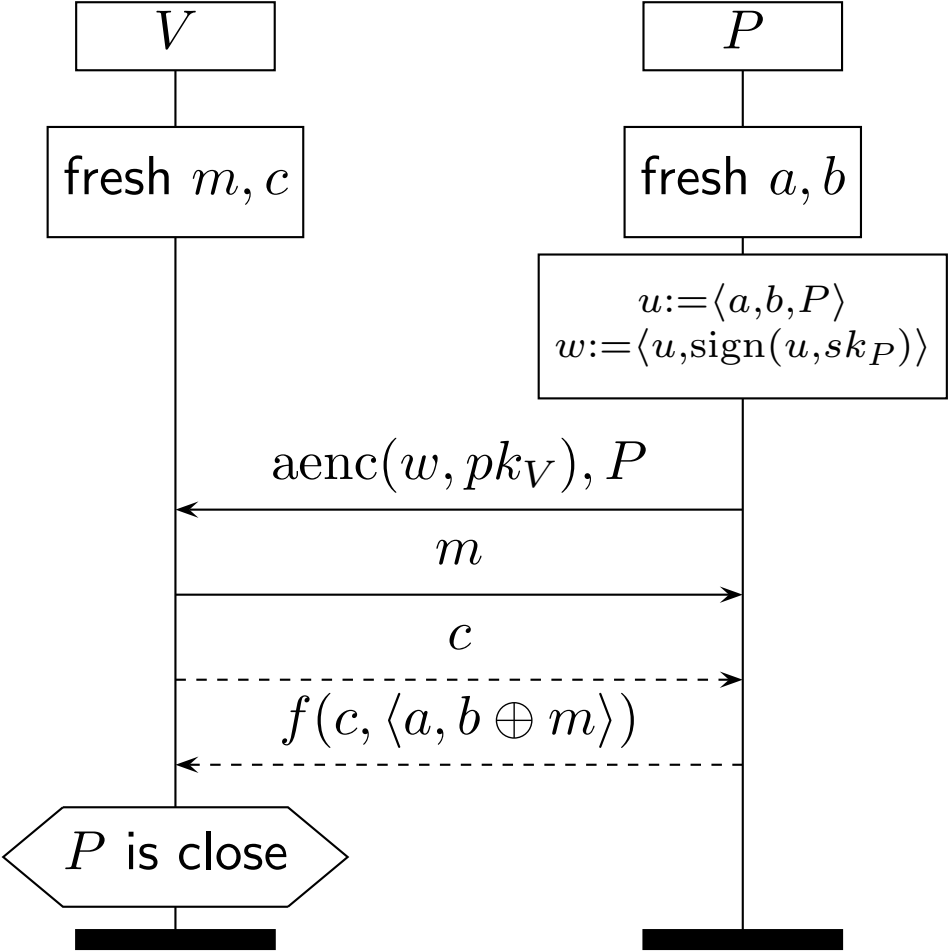 V
P
fresh m, c
fresh a, b
u:=⟨a,b,P⟩
w:=⟨u,sign(u,sk_P)⟩
aenc(w, pk_V), P
m
c
f(c, ⟨a, b ⊕ m⟩)
P is close